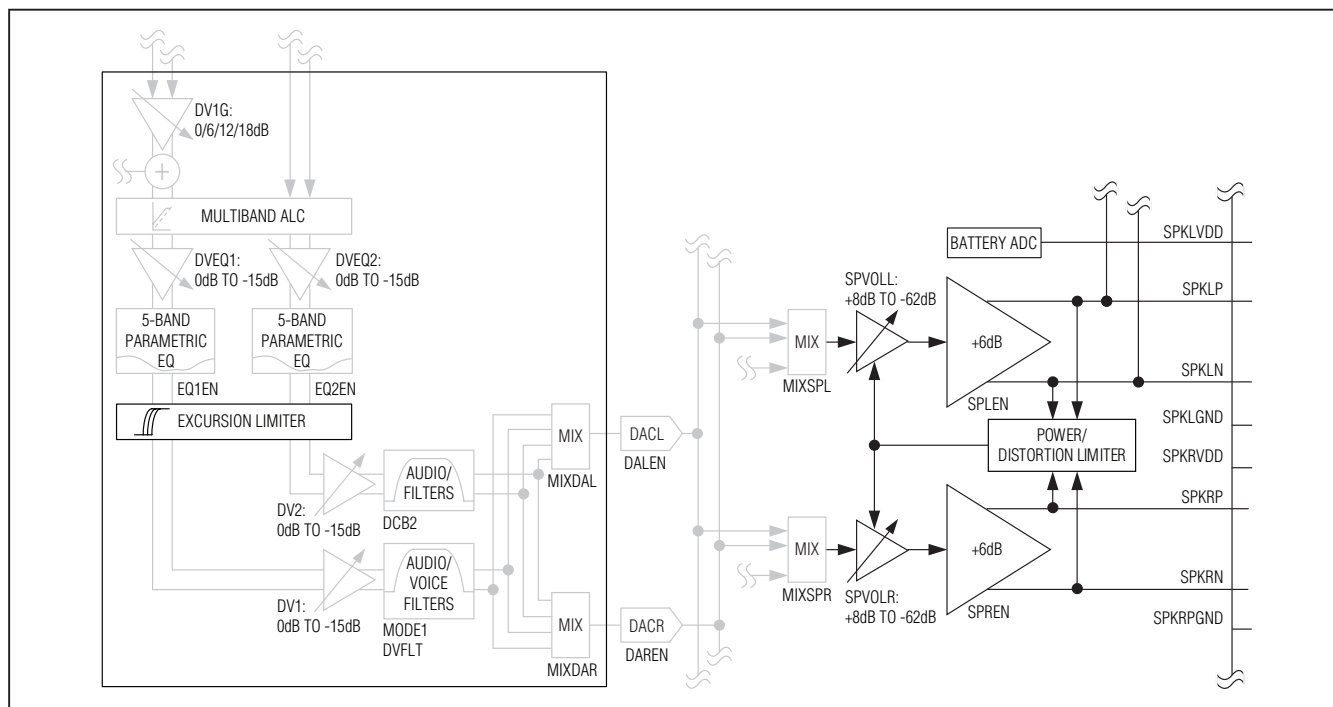 DV1G:
0/6/12/18dB
+
MULTIBAND ALC
DVEQ1:
0dB TO -15dB
DVEQ2:
0dB TO -15dB
5-BAND
PARAMETRIC
EQ
5-BAND
PARAMETRIC
EQ
EQ1EN
EQ2EN
EXCURSION LIMITER
DV2:
0dB TO -15dB
AUDIO/
FILTERS
DCB2
DV1:
0dB TO -15dB
AUDIO/
VOICE
FILTERS
MODE1
DVFLT
MIX
MIXDAL
MIX
MIXDAR
DACL
DALEN
DACR
DAREN
MIX
MIXSPL
MIX
MIXSPR
SPVOLL:
+8dB TO -62dB
SPVOLR:
+8dB TO -62dB
BATTERY ADC
+6dB
SPLEN
POWER/
DISTORTION LIMITER
+6dB
SPREN
SPKLVDD
SPKLP
SPKLN
SPKLGND
SPKRVDD
SPKRP
SPKRN
SPKRPGND